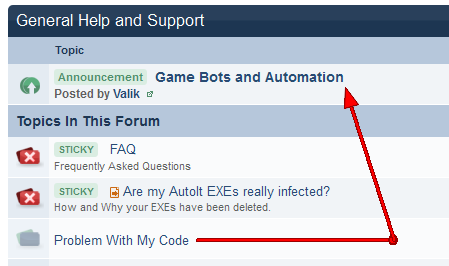 General Help and Support
Topic
Announcement Game Bots and Automation
Posted by Valik
Topics In This Forum
STICKY FAQ
Frequently Asked Questions
STICKY Are my AutoIt EXEs really infected?
How and Why your EXEs have been deleted.
Problem With My Code